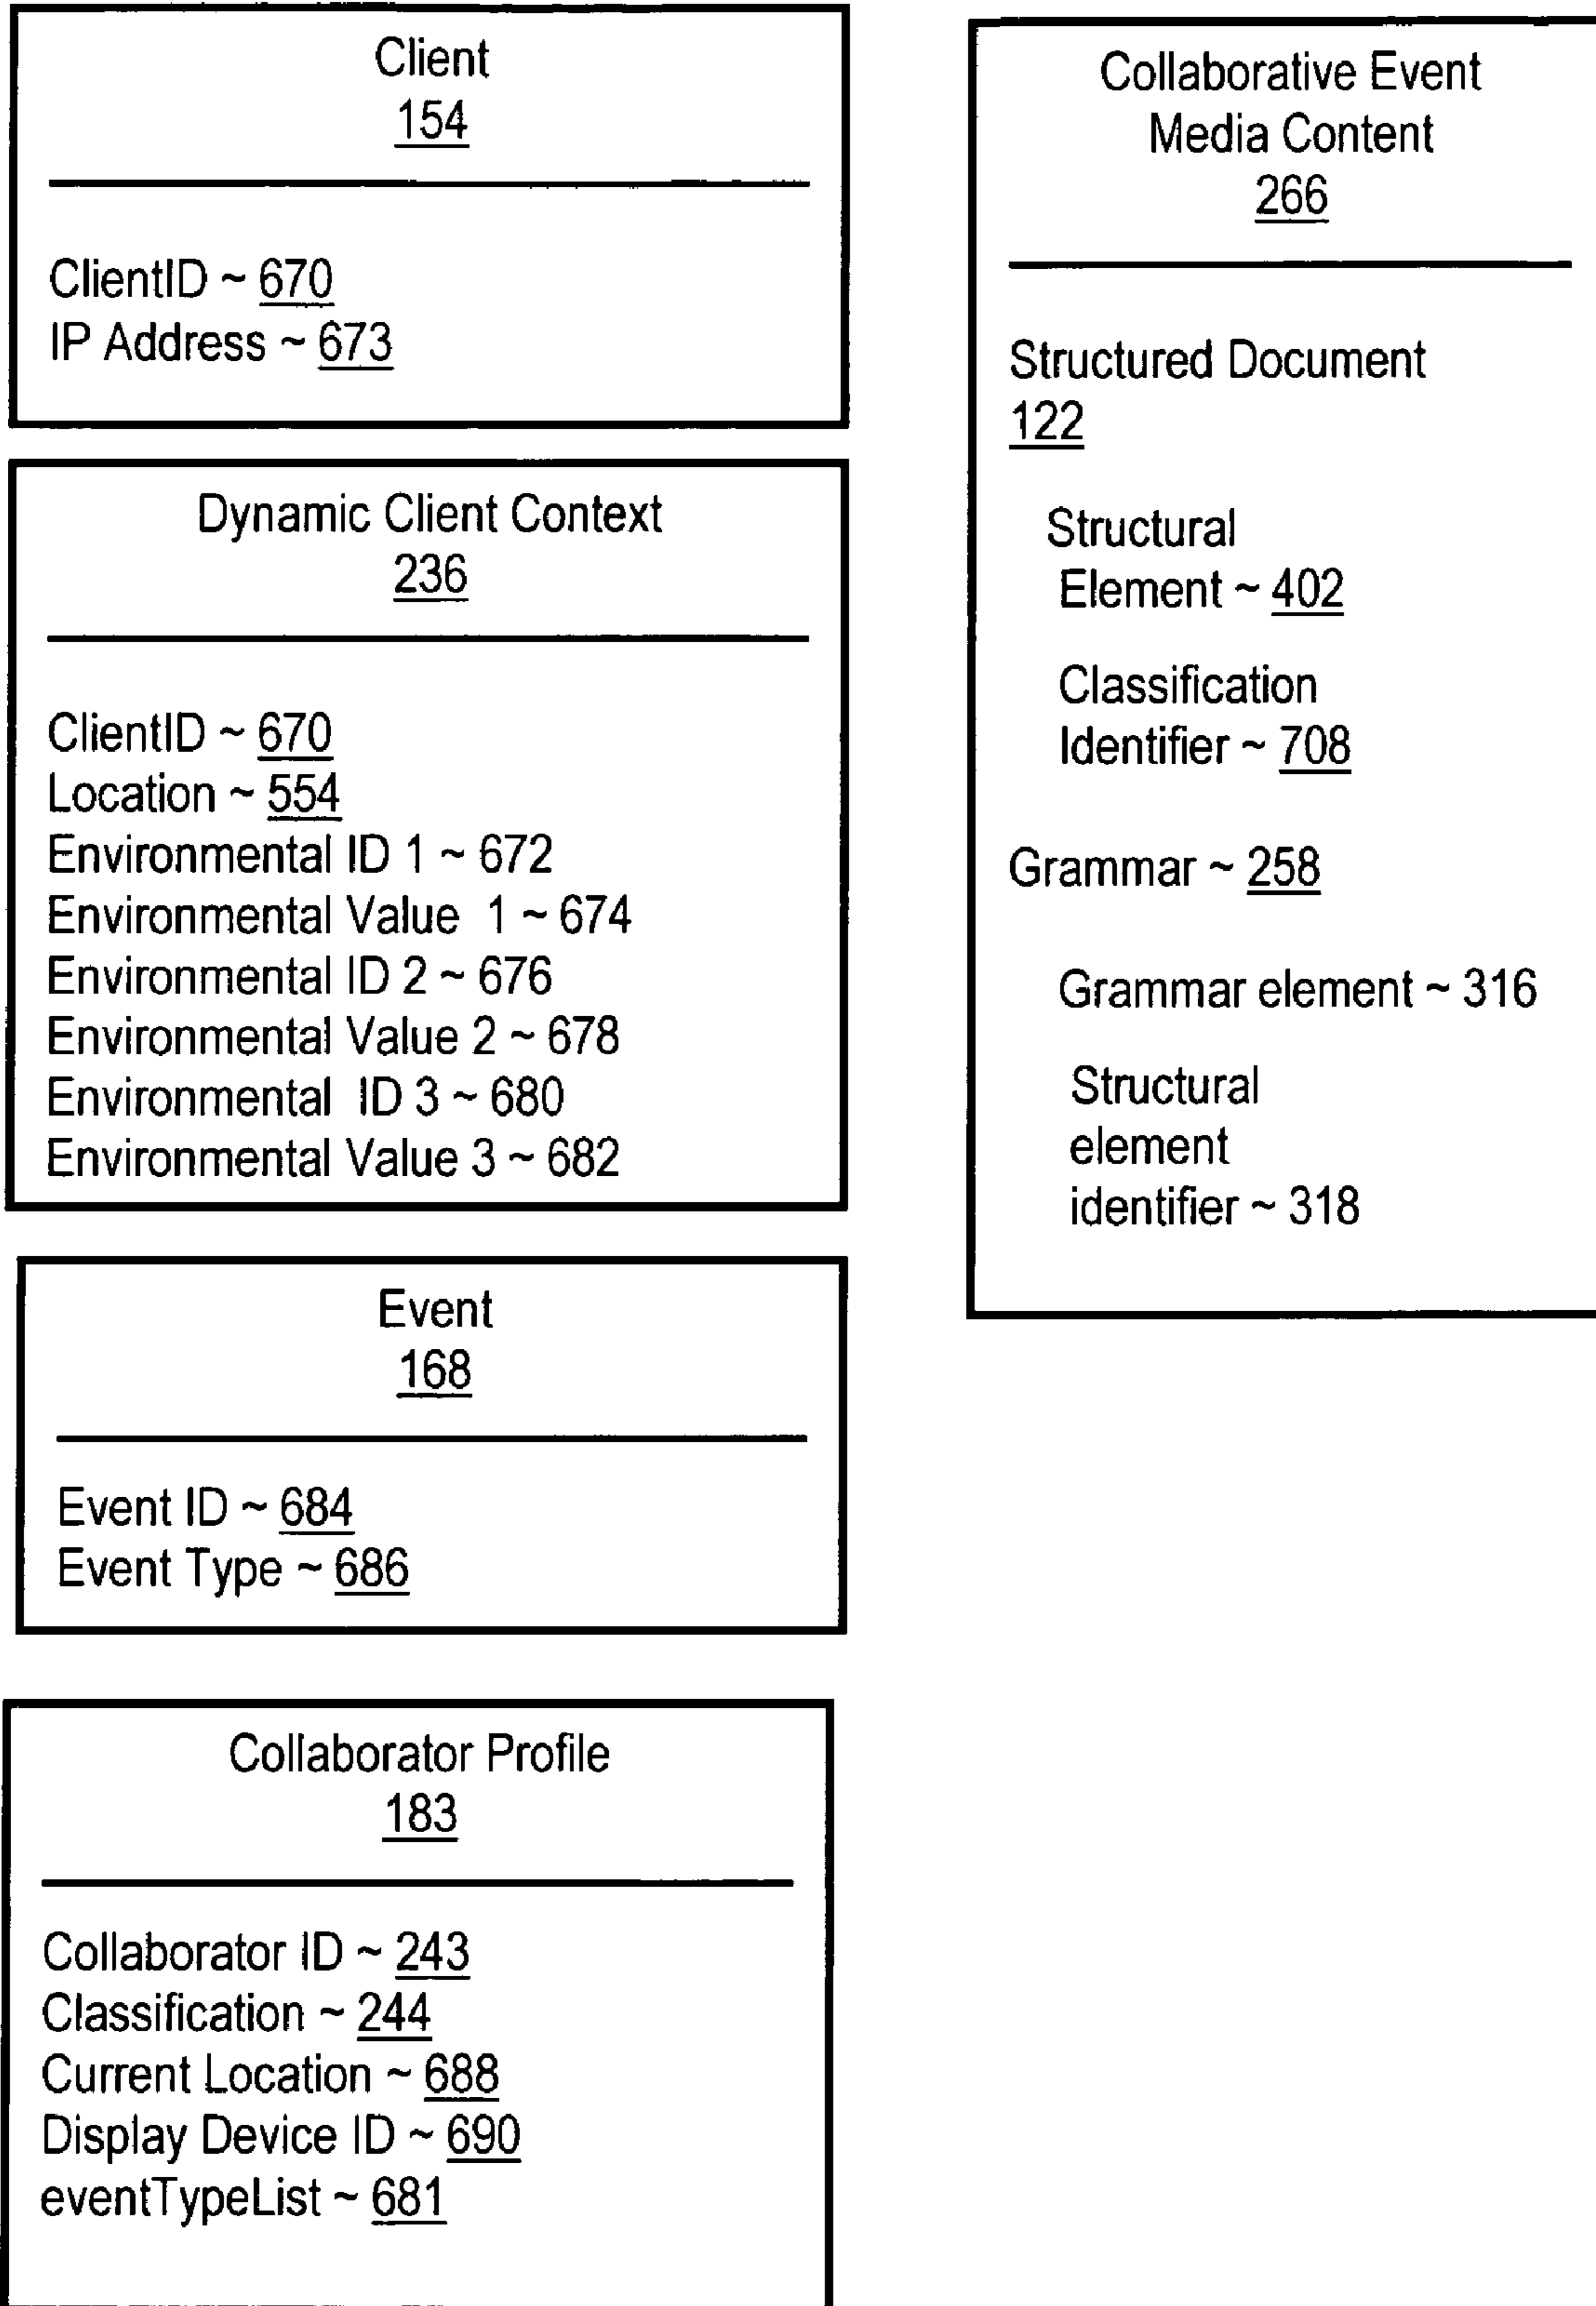 Client
154
ClientID ~ 670
IP Address ~ 673
Dynamic Client Context
236
ClientID ~ 670
Location ~ 554
Environmental ID 1 ~ 672
Environmental Value 1 ~ 674
Environmental ID 2 ~ 676
Environmental Value 2 ~ 678
Environmental ID 3 ~ 680
Environmental Value 3 ~ 682
Event
168
Event ID ~ 684
Event Type ~ 686
Collaborator Profile
183
Collaborator ID ~ 243
Classification ~ 244
Current Location ~ 688
Display Device ID ~ 690
eventTypeList ~ 681
Collaborative Event
Media Content
266
Structured Document
122
Structural
Element ~ 402
Classification
Identifier ~ 708
Grammar ~ 258
Grammar element ~ 316
Structural
element
identifier ~ 318